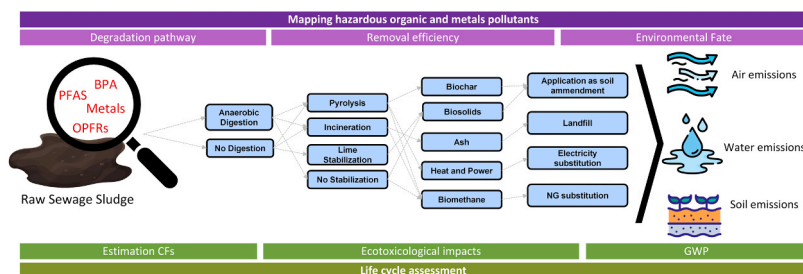 Mapping hazardous organic and metals pollutants
Degradation pathway
Removal efficiency
Environmental Fate
BPA
PFAS
Metals
OPFRs
Raw Sewage Sludge
Anaerobic
Digestion
No Digestion
Pyrolysis
Incineration
Lime
Stabilization
No Stabilization
Biochar
Biosolids
Ash
Heat and Power
Biomethane
Application as soil
ammendment
Landfill
Electricity
substitution
NG substitution
Air emissions
Water emissions
Soil emissions
Estimation CFs
Ecotoxicological impacts
GWP
Life cycle assessment